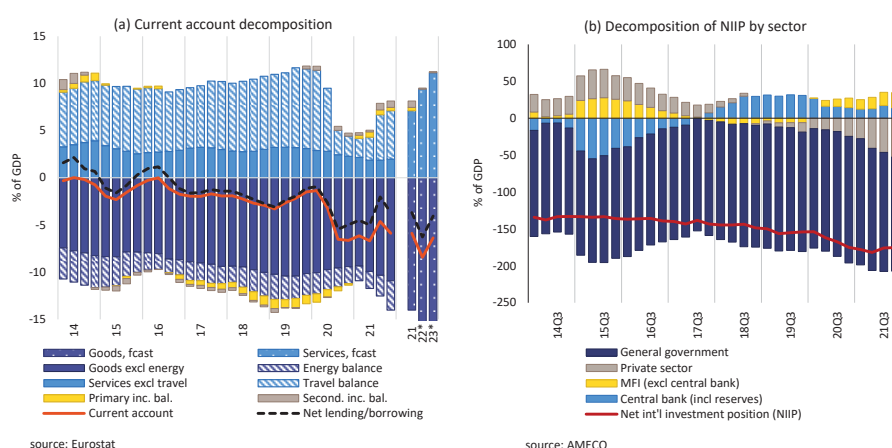 (a) Current account decomposition
15
10
5
0
-5
-10
-15
% of GDP
14
15
16
17
18
19
20
21
21
22*
23*
Goods, fcast
Services, fcast
Goods excl energy
Energy balance
Services excl travel
Travel balance
Primary inc. bal.
Second. inc. bal.
Current account
Net lending/borrowing
source: Eurostat
(b) Decomposition of NIIP by sector
100
50
0
-50
-100
-150
-200
-250
% of GDP
14Q3
15Q3
16Q3
17Q3
18Q3
19Q3
20Q3
21Q3
General government
Private sector
MFI (excl central bank)
Central bank (incl reserves)
Net int'l investment position (NIIP)
source: AMECO